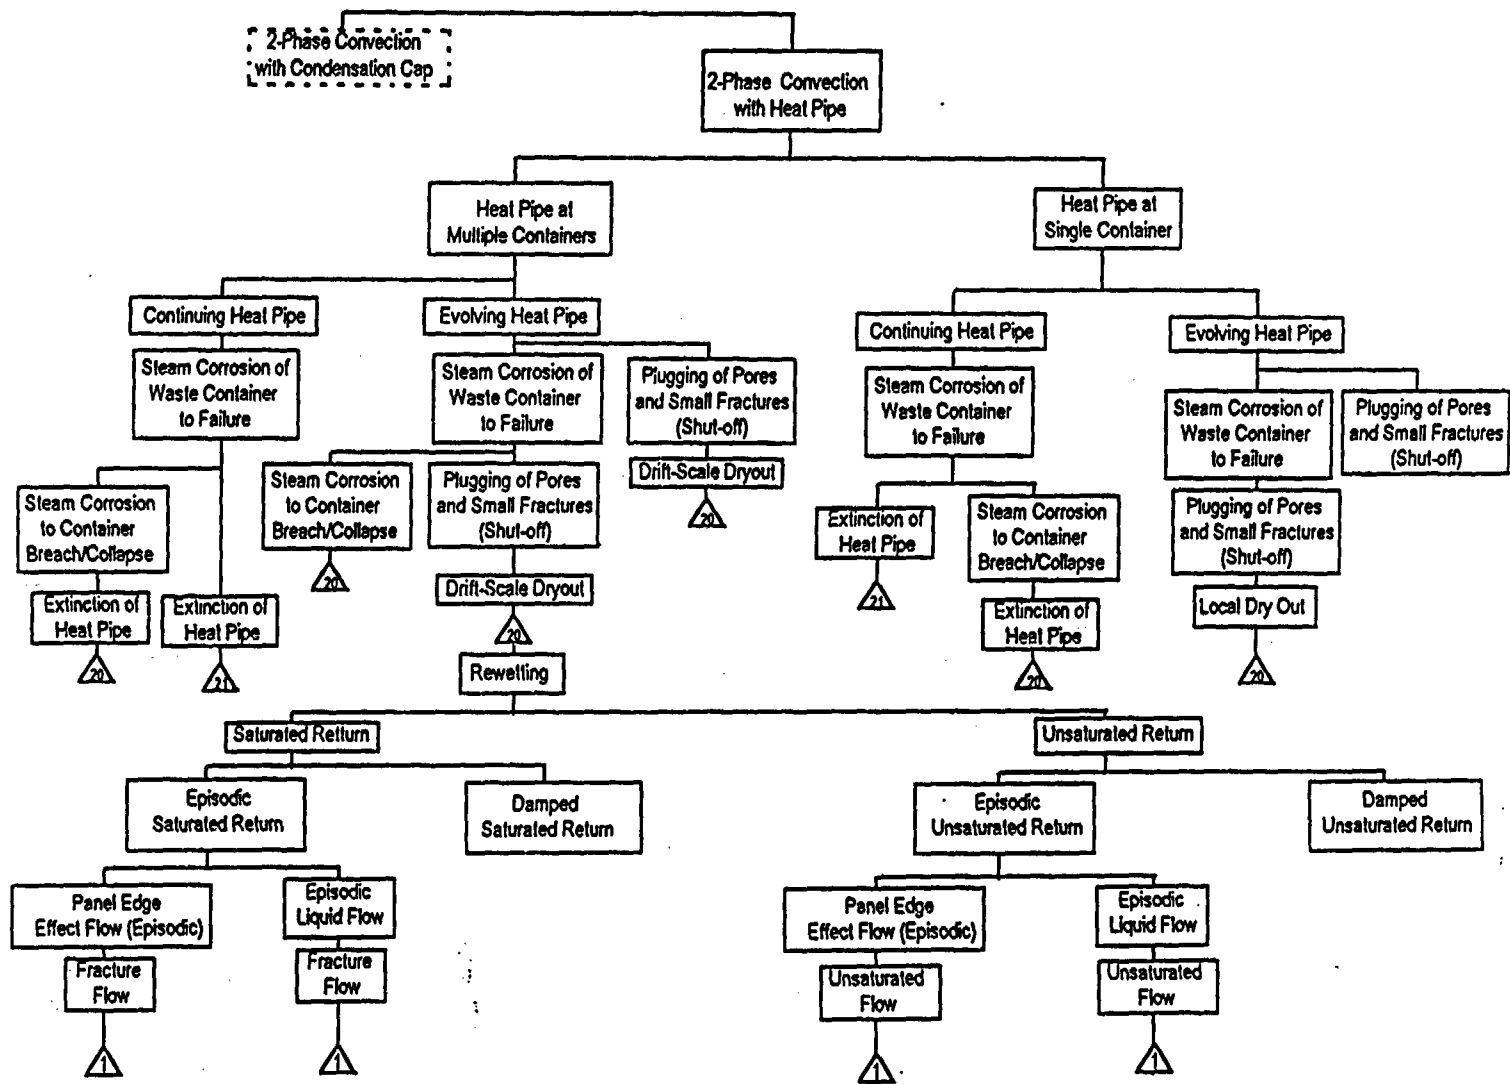 2-Phase Convection
with Condensation Cap
2-Phase Convection
with Heat Pipe
Heat Pipe at
Multiple Containers
Heat Pipe at
Single Container
Continuing Heat Pipe
Evolving Heat Pipe
Continuing Heat Pipe
Evolving Heat Pipe
Steam Corrosion of
Waste Container
to Failure
Steam Corrosion of
Waste Container
to Failure
Plugging of Pores
and Small Fractures
(Shut-off)
Steam Corrosion of
Waste Container
to Failure
Steam Corrosion of
Waste Container
to Failure
Plugging of Pores
and Small Fractures
(Shut-off)
Steam Corrosion
to Container
Breach/Collapse
Steam Corrosion
to Container
Breach/Collapse
Plugging of Pores
and Small Fractures
(Shut-off)
Drift-Scale Dryout
20
Extinction of
Heat Pipe
21
Steam Corrosion
to Container
Breach/Collapse
Plugging of Pores
and Small Fractures
(Shut-off)
Extinction of
Heat Pipe
20
Extinction of
Heat Pipe
21
20
Drift-Scale Dryout
20
Extinction of
Heat Pipe
20
Local Dry Out
20
Rewetting
Saturated Retturn
Unsaturated Return
Episodic
Saturated Return
Damped
Saturated Return
Episodic
Unsaturated Return
Damped
Unsaturated Return
Panel Edge
Effect Flow (Episodic)
Episodic
Liquid Flow
Panel Edge
Effect Flow (Episodic)
Episodic
Liquid Flow
Fracture
Flow
Fracture
Flow
Unsaturated
Flow
Unsaturated
Flow
1
1
1
1